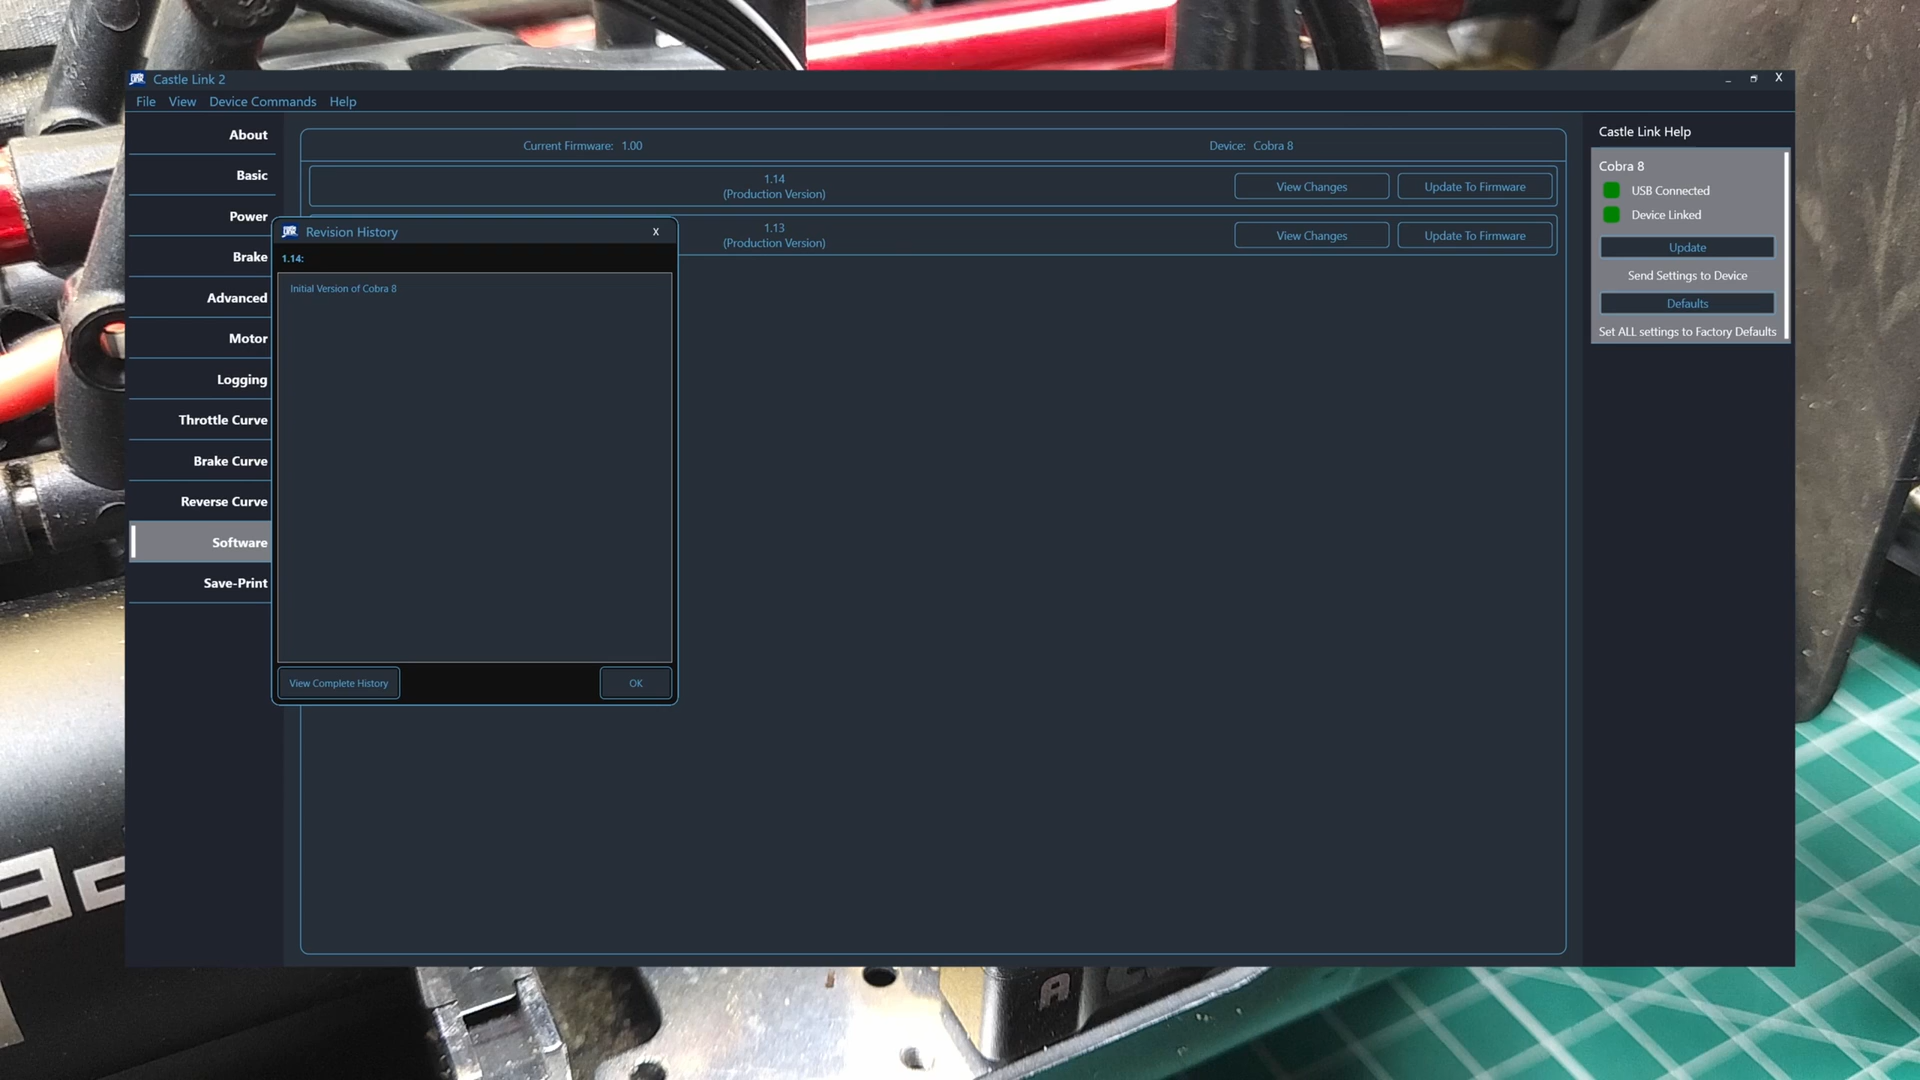 Castle Link 2
File View Device Commands Help
About
Basic
Power
Brake
Advanced
Motor
Logging
Throttle Curve
Brake Curve
Reverse Curve
Software
Save-Print
Current Firmware: 1.00
Device: Cobra 8
1.14
(Production Version)
View Changes
Update To Firmware
1.13
(Production Version)
View Changes
Update To Firmware
Revision History
X
1.14:
Initial Version of Cobra 8
View Complete History
OK
X
Castle Link Help
Cobra 8
USB Connected
Device Linked
Update
Send Settings to Device
Defaults
Set ALL settings to Factory Defaults